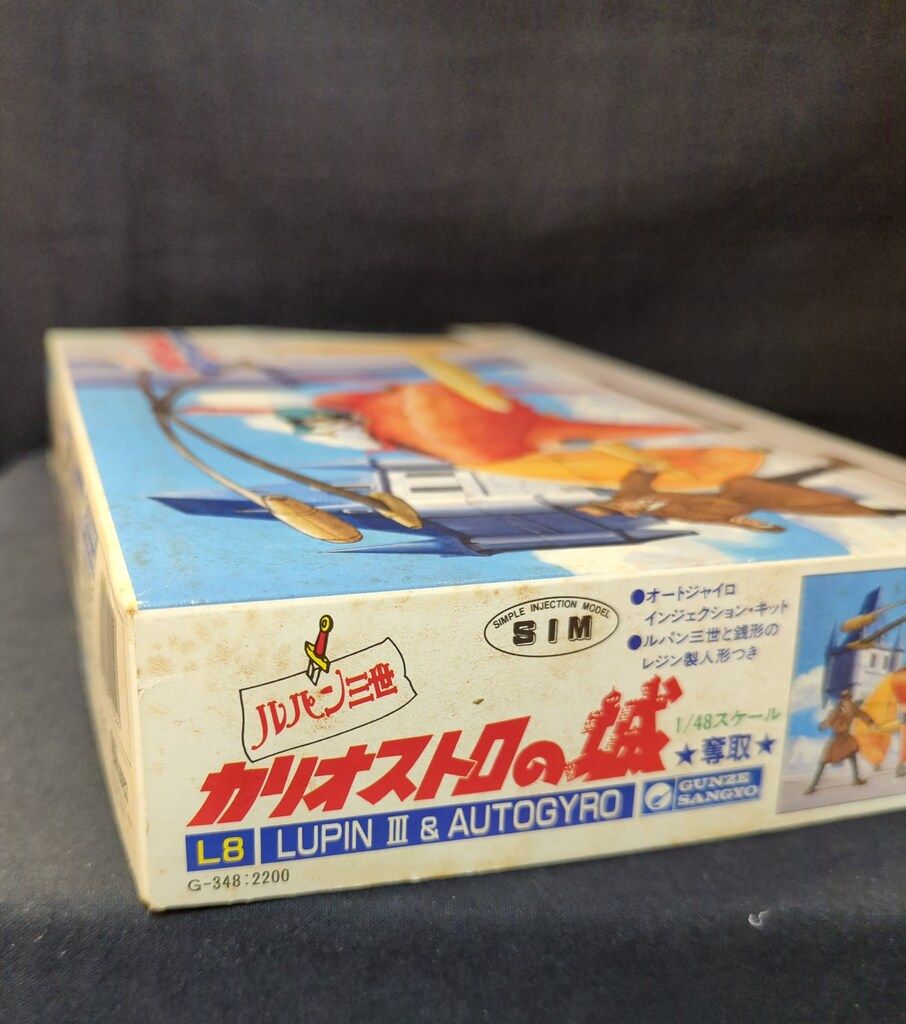 SIMPLE INJECTION MODEL
SIM
●オートジャイロ
インジェクション・キット
●ルパン三世と銭形の
レジン製人形つき
ルパン三世
カリオストロの城
1/48スケール
★奪取★
L8 LUPIN III & AUTOGYRO
GUNZE
SANGYO
G-348:2200